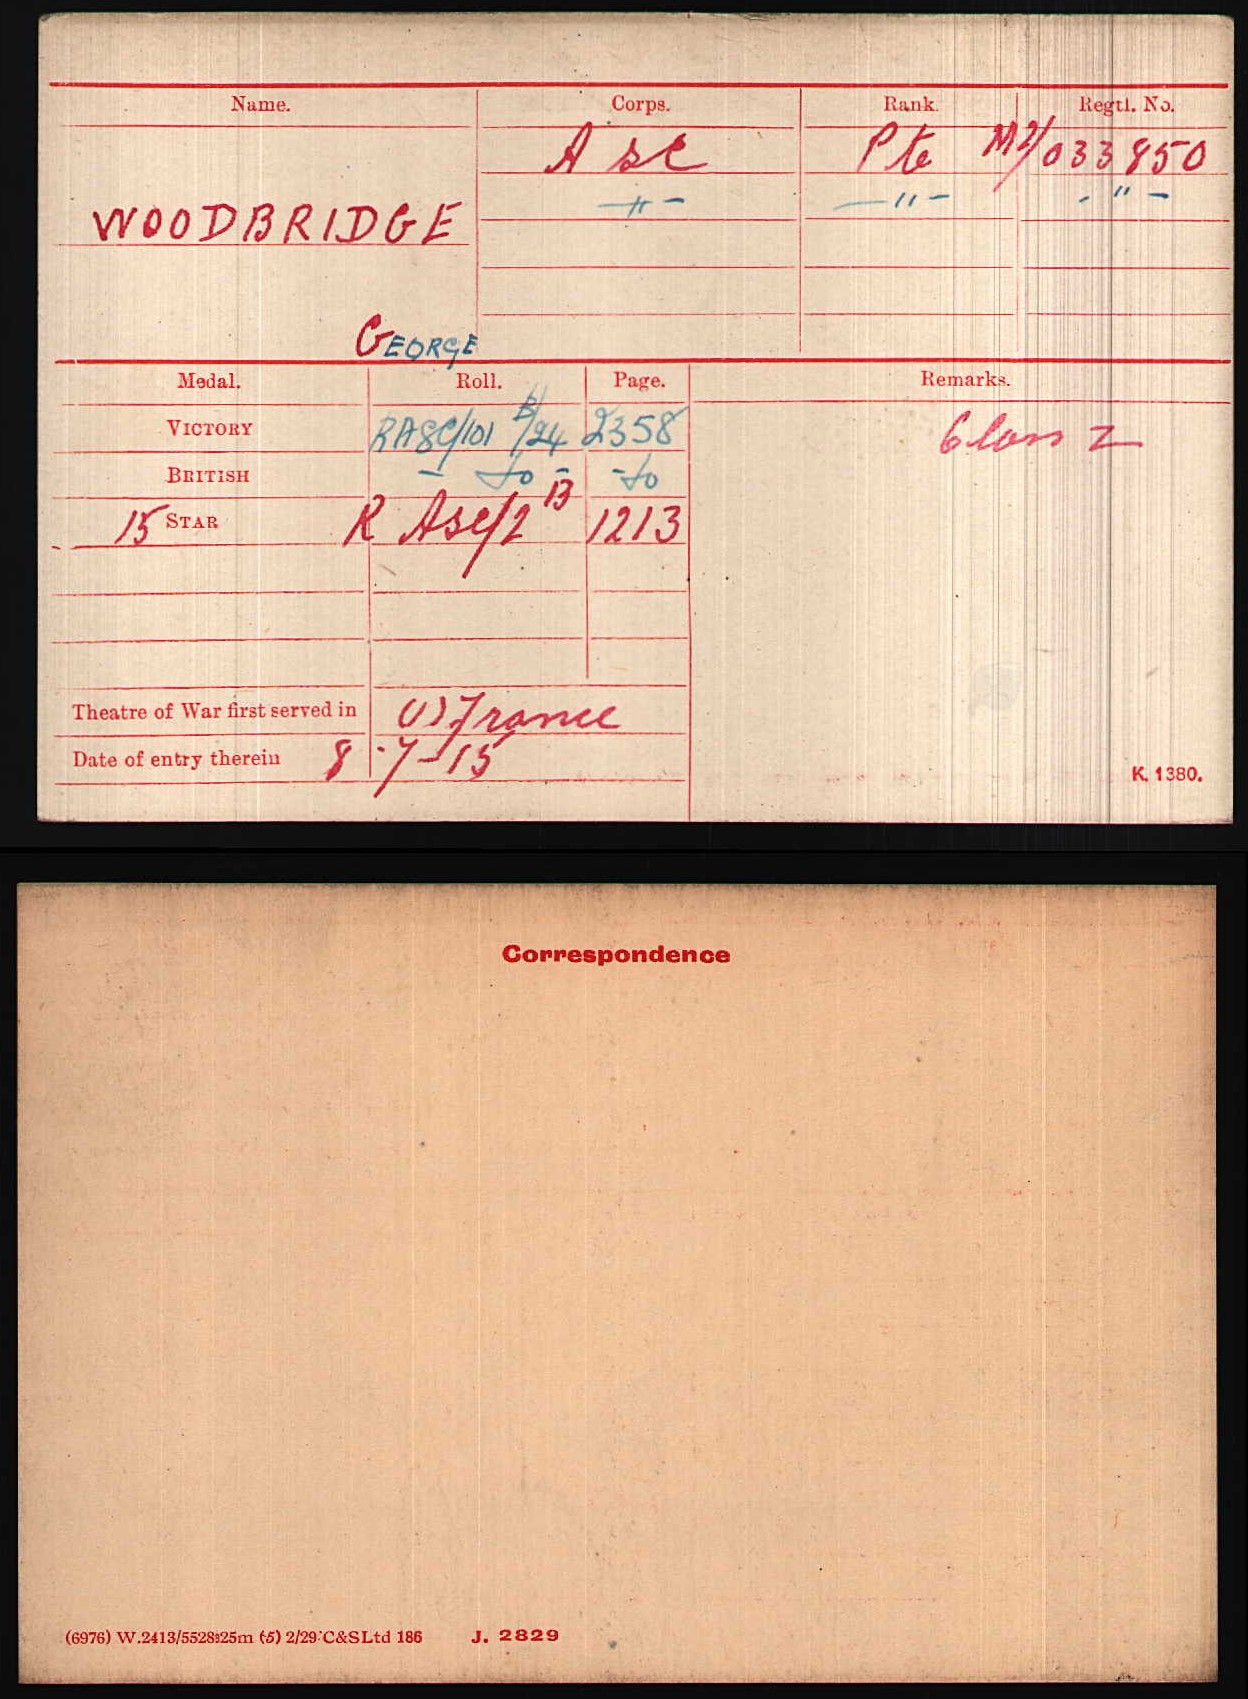 Name. Corps. Rank. Regtl. No.
A S C Pte M2/033850
WOODBRIDGE —"— —"— -"-
GEORGE
Medal. Roll. Page. Remarks.
VICTORY RASC/101 B/24 2358 Class Z
BRITISH - do - - do
15 STAR R ASC/2 B 1213
Theatre of War first served in (1) France
Date of entry therein 8-7-15
K. 1380.
Correspondence
(6976) W.2413/5528 25m (5) 2/29 C&SLtd 186 J. 2829